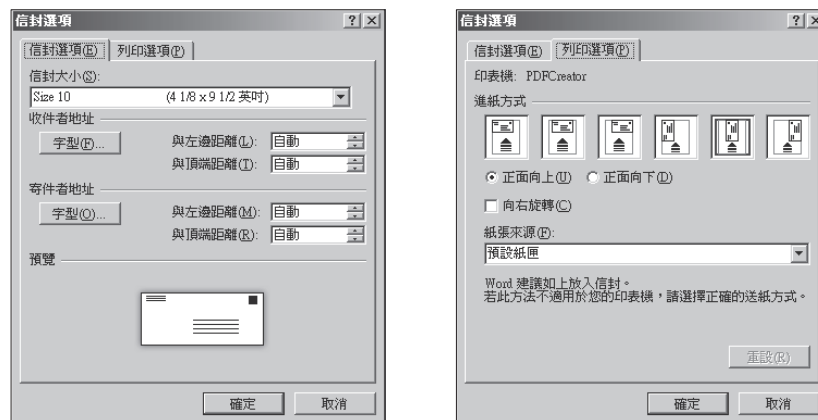 信封選項
信封選項(E)
列印選項(P)
信封大小(S):
Size 10 (4 1/8 x 9 1/2 英吋)
收件者地址
字型(F)...
與左邊距離(L): 自動
與頂端距離(T): 自動
寄件者地址
字型(O)...
與左邊距離(M): 自動
與頂端距離(R): 自動
預覽
確定
取消
信封選項
信封選項(E)
列印選項(P)
印表機: PDFCreator
進紙方式
正面向上(U)
正面向下(D)
向右旋轉(C)
紙張來源(F):
預設紙匣
Word 建議如上放入信封。
若此方法不適用於您的印表機，請選擇正確的送紙方式。
重設(R)
確定
取消